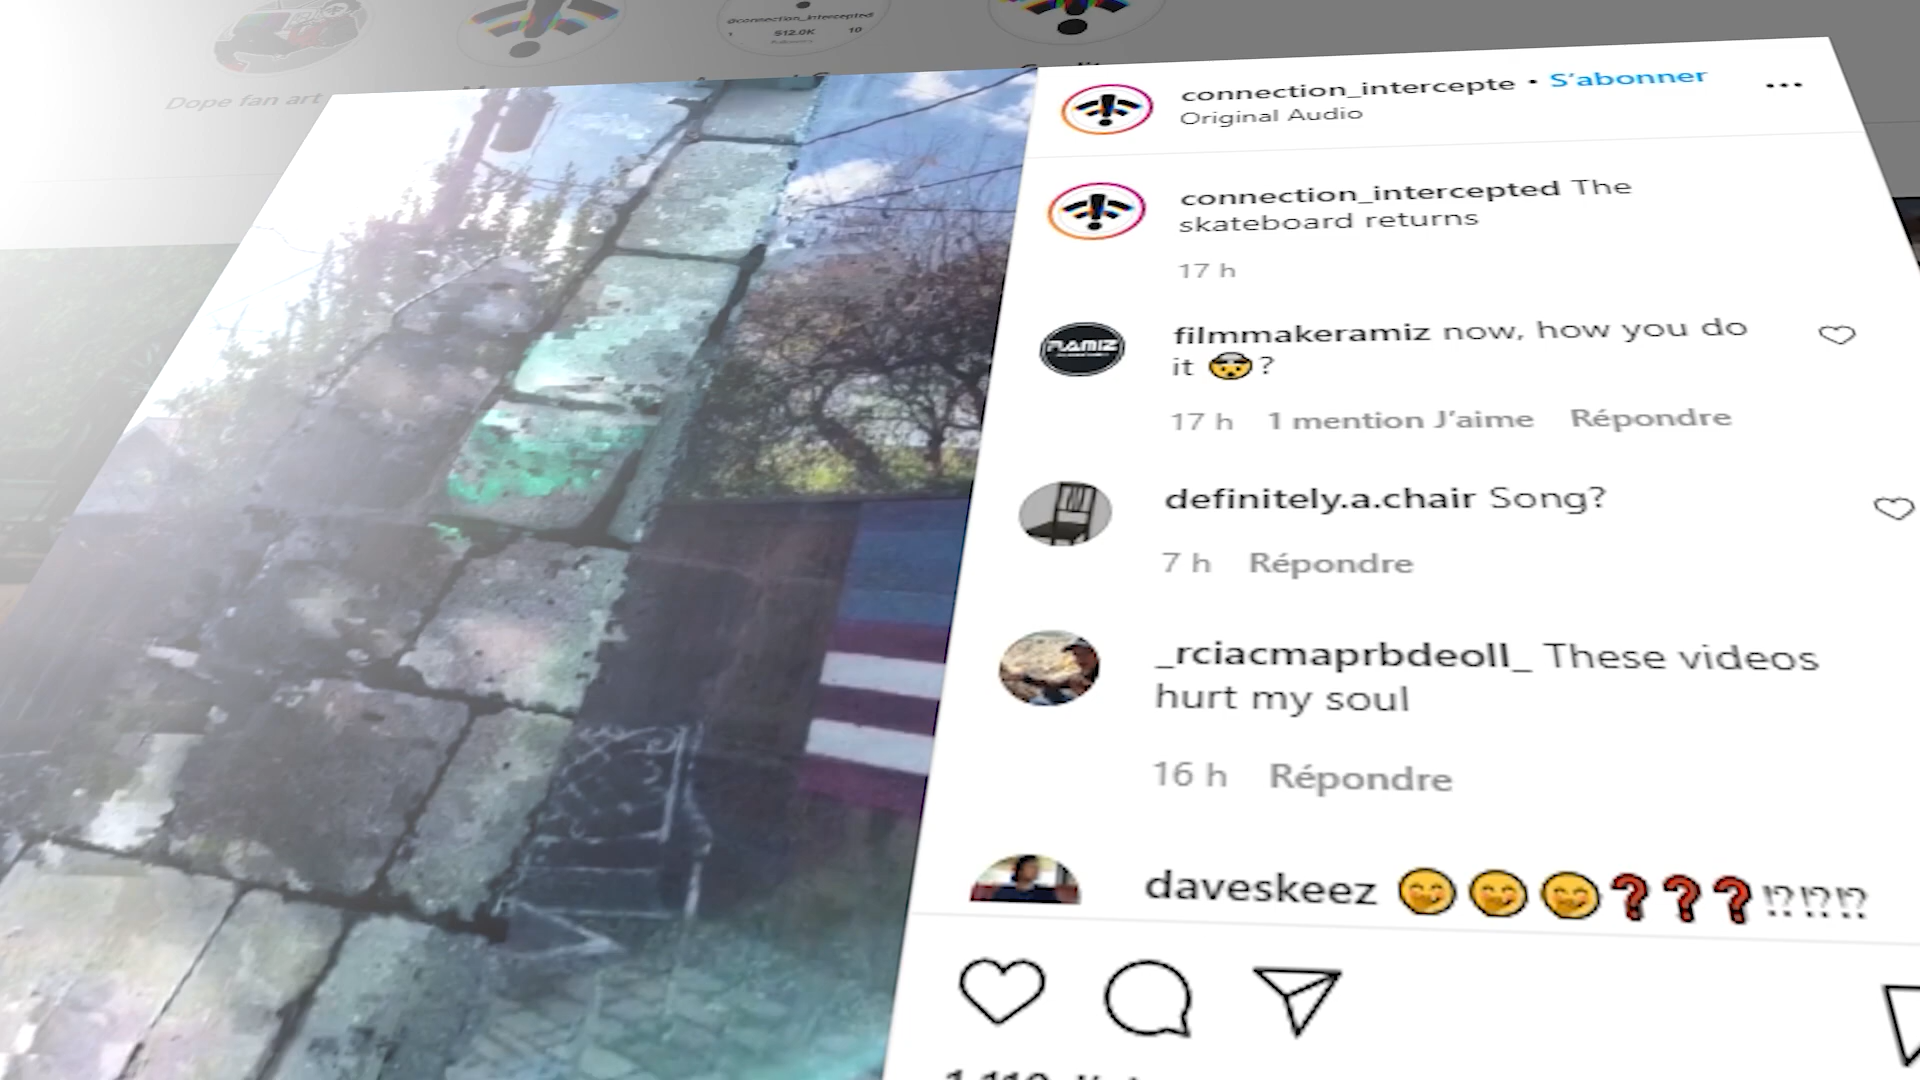 Dope fan art
@connection_intercepted
512.0K
10
connection_intercepte • S'abonner
Original Audio
connection_intercepted The
skateboard returns
17 h
filmmakeramiz now, how you do
it 🤯?
17 h 1 mention J'aime Répondre
RAMIZ
definitely.a.chair Song?
7 h Répondre
_rciacmaprbdeoll_ These videos
hurt my soul
16 h Répondre
daveskeez 😋😋😋❓❓❓⁉⁉⁉